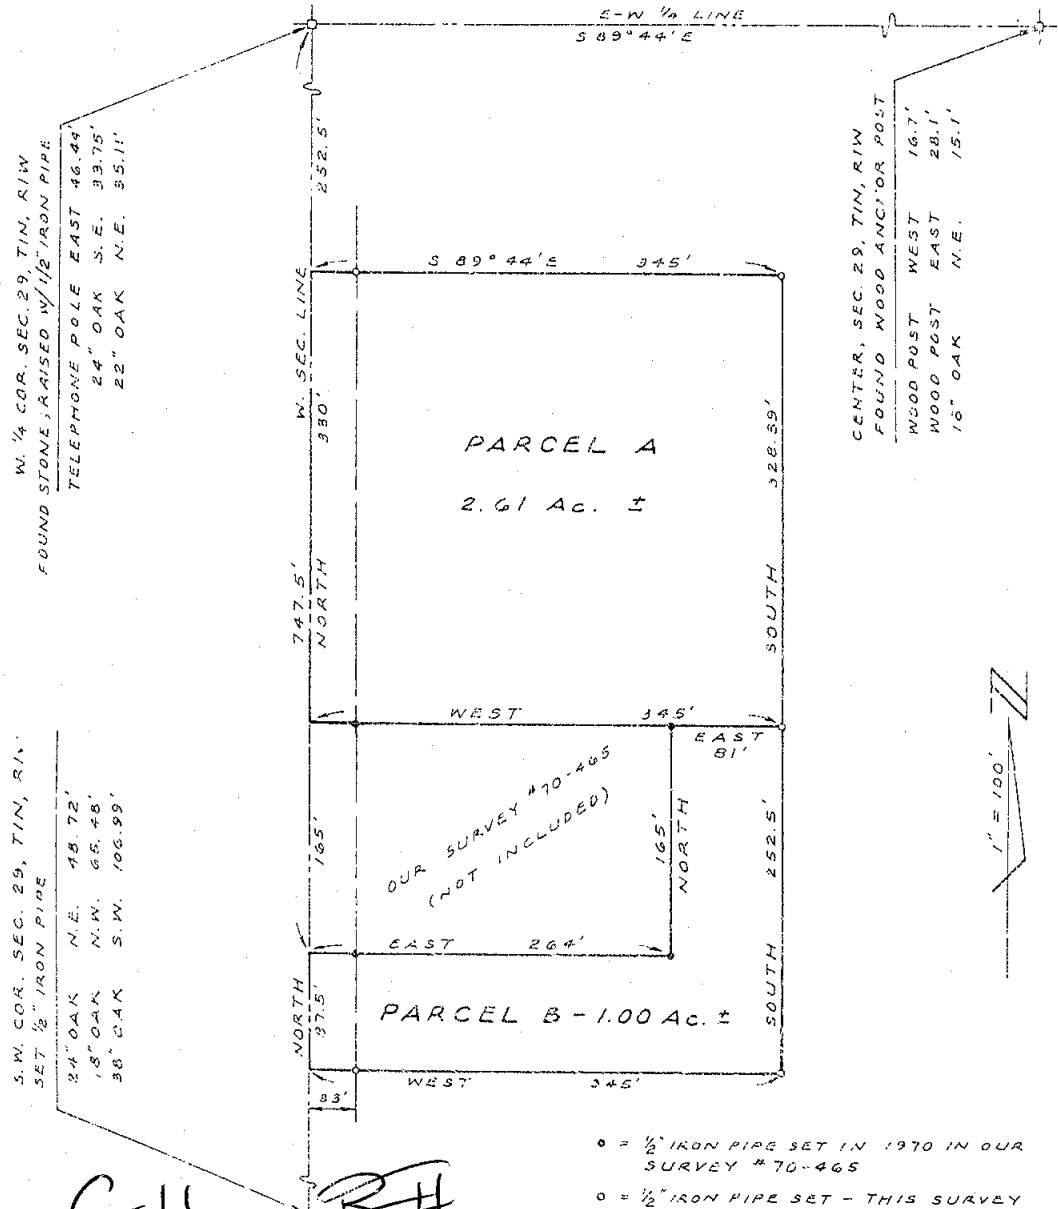 E-W ¼ LINE
S 89°44'E
W. ¼ COR. SEC. 29, T1N, R1W
FOUND STONE, RAISED W/ 1/2" IRON PIPE
TELEPHONE POLE EAST 46.44'
24" OAK S.E. 33.75'
22" OAK N.E. 35.11'
CENTER, SEC. 29, T1N, R1W
FOUND WOOD ANCHOR POST
WOOD POST WEST 16.7'
WOOD POST EAST 28.1'
OAK N.E. 15.1'
252.5'
S 89°44'E 345'
W. SEC. LINE
330'
PARCEL A
2.61 Ac. ±
328.39'
SOUTH
747.5'
NORTH
WEST 345'
EAST
81'
OUR SURVEY #70-465
(NOT INCLUDED)
165'
165'
NORTH
252.5'
SOUTH
EAST 264'
NORTH
87.5'
PARCEL B - 1.00 Ac. ±
WEST 345'
33'
N
1" = 100'
S.W. COR. SEC. 29, T1N,
SET ½" IRON PIPE
24" OAK N.E. 48.72'
18" OAK N.W. 65.48'
38" OAK S.W. 106.99'
= ½" IRON PIPE SET IN 1970 IN OUR
SURVEY #70-465
= ½" IRON PIPE SET - THIS SURVEY